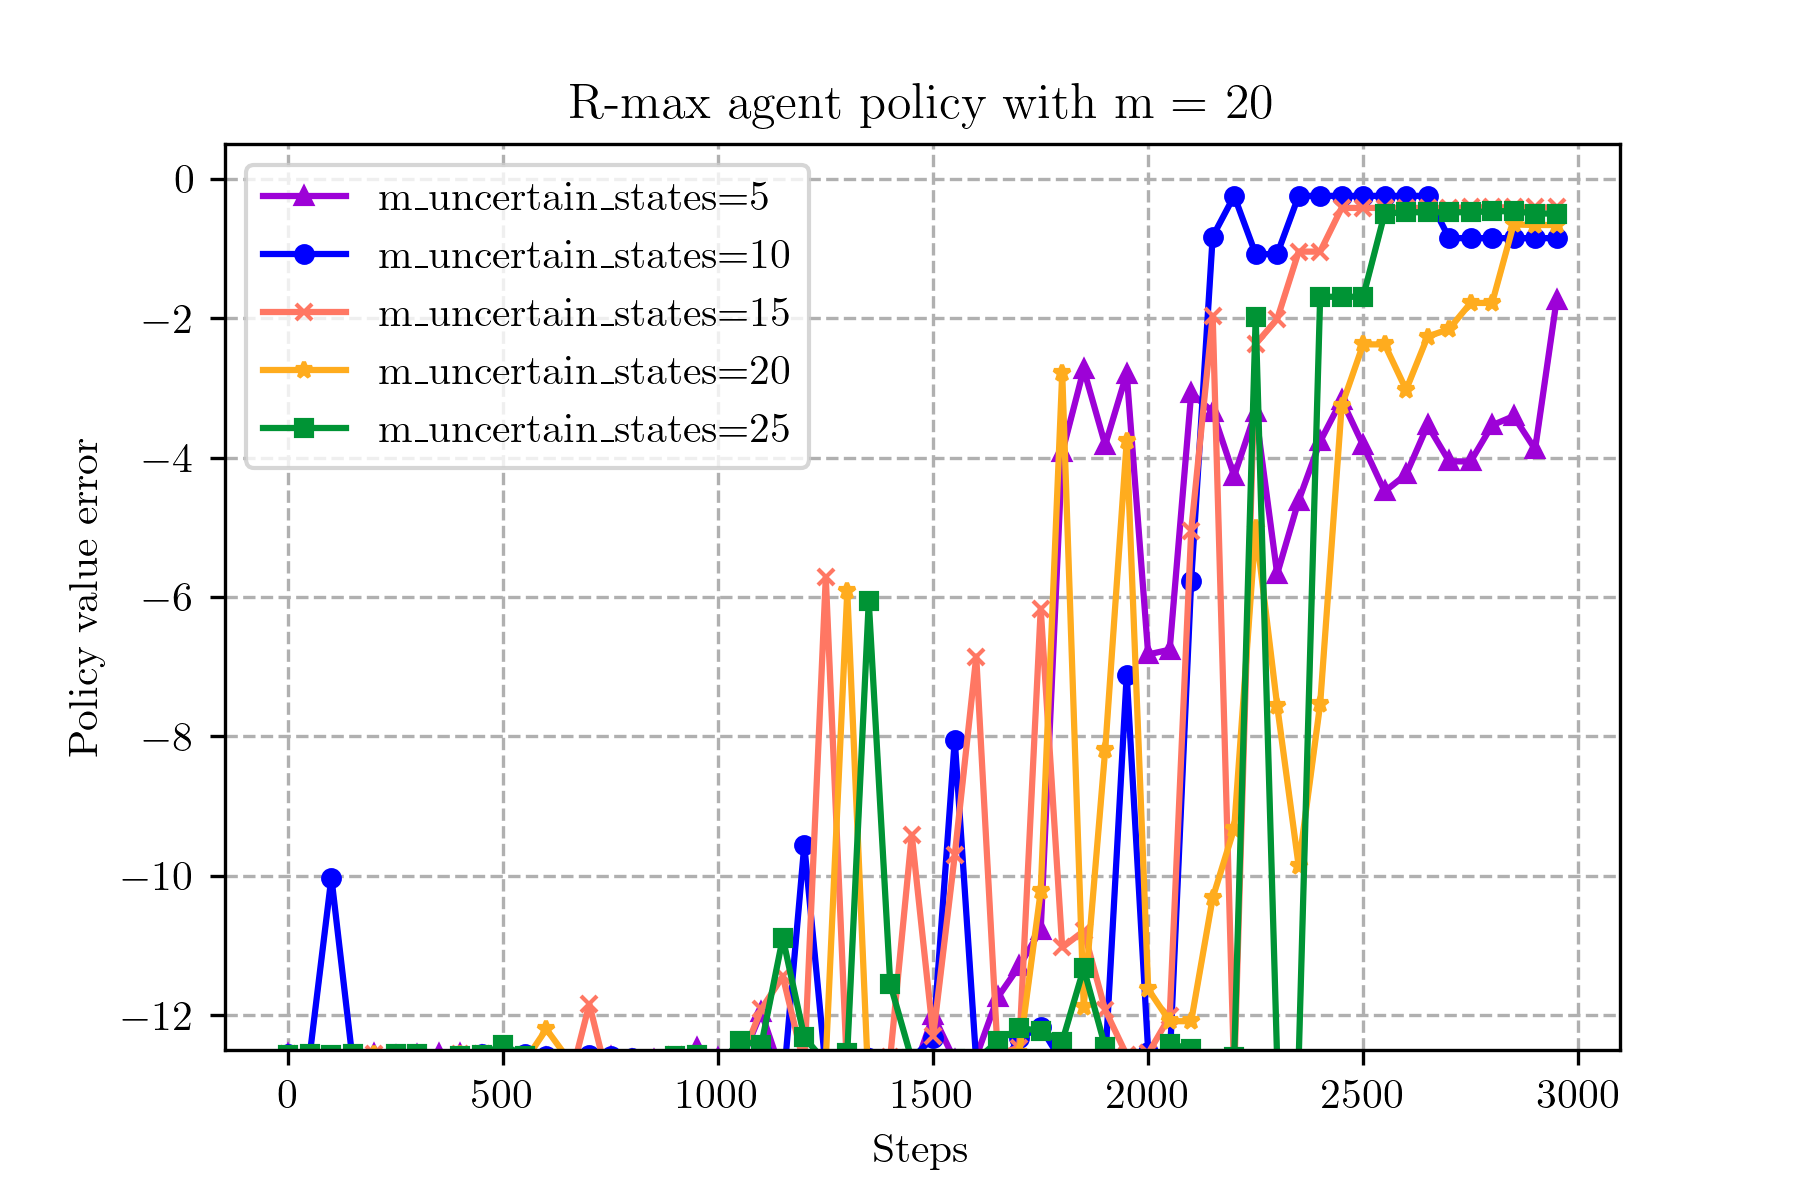 R-max agent policy with m = 20
m_uncertain_states=5
m_uncertain_states=10
m_uncertain_states=15
m_uncertain_states=20
m_uncertain_states=25
Policy value error
0
−2
−4
−6
−8
−10
−12
0 500 1000 1500 2000 2500 3000
Steps